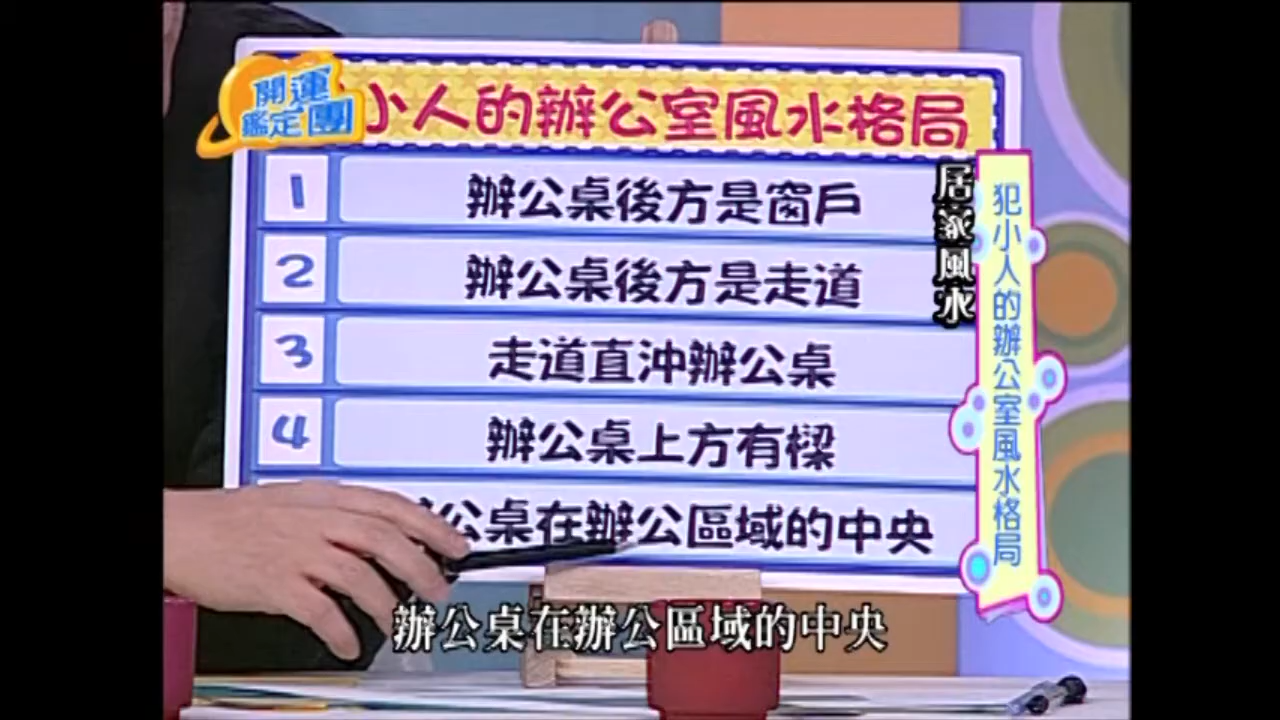 開運
鑑定團
小人的辦公室風水格局
1 辦公桌後方是窗戶
2 辦公桌後方是走道
3 走道直沖辦公桌
4 辦公桌上方有樑
公桌在辦公區域的中央
居家風水
犯小人的辦公室風水格局
辦公桌在辦公區域的中央